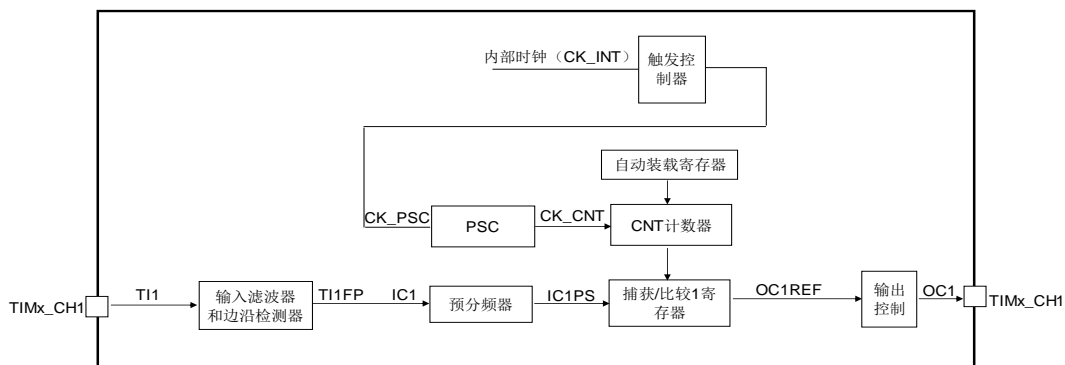 内部时钟（CK_INT）
触发控
制器
自动装载寄存器
CK_PSC
PSC
CK_CNT
CNT计数器
TIMx_CH1
TI1
输入滤波器
和边沿检测器
TI1FP
IC1
预分频器
IC1PS
捕获/比较1寄
存器
OC1REF
输出
控制
OC1
TIMx_CH1